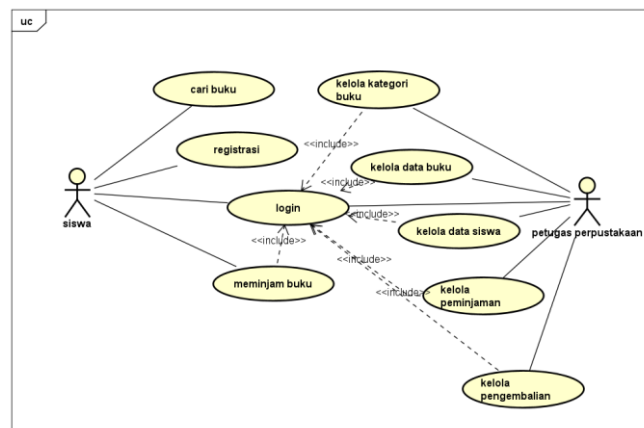 uc
cari buku
kelola kategori
buku
registrasi
<<include>>
kelola data buku
<<include>>
siswa
login
<<include>>
kelola data siswa
petugas perpustakaan
<<include>>
<<include>>
meminjam buku
<<include>>
kelola
peminjaman
kelola
pengembalian